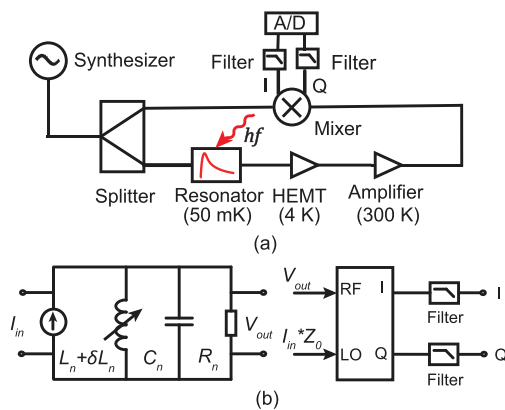 A/D
Filter
Filter
Synthesizer
I
Q
Mixer
hf
Splitter
Resonator
(50 mK)
HEMT
(4 K)
Amplifier
(300 K)
(a)
I_in
L_n+δL_n
C_n
R_n
V_out
V_out
RF
I
I
Filter
I_in*Z_0
LO
Q
Q
Filter
(b)